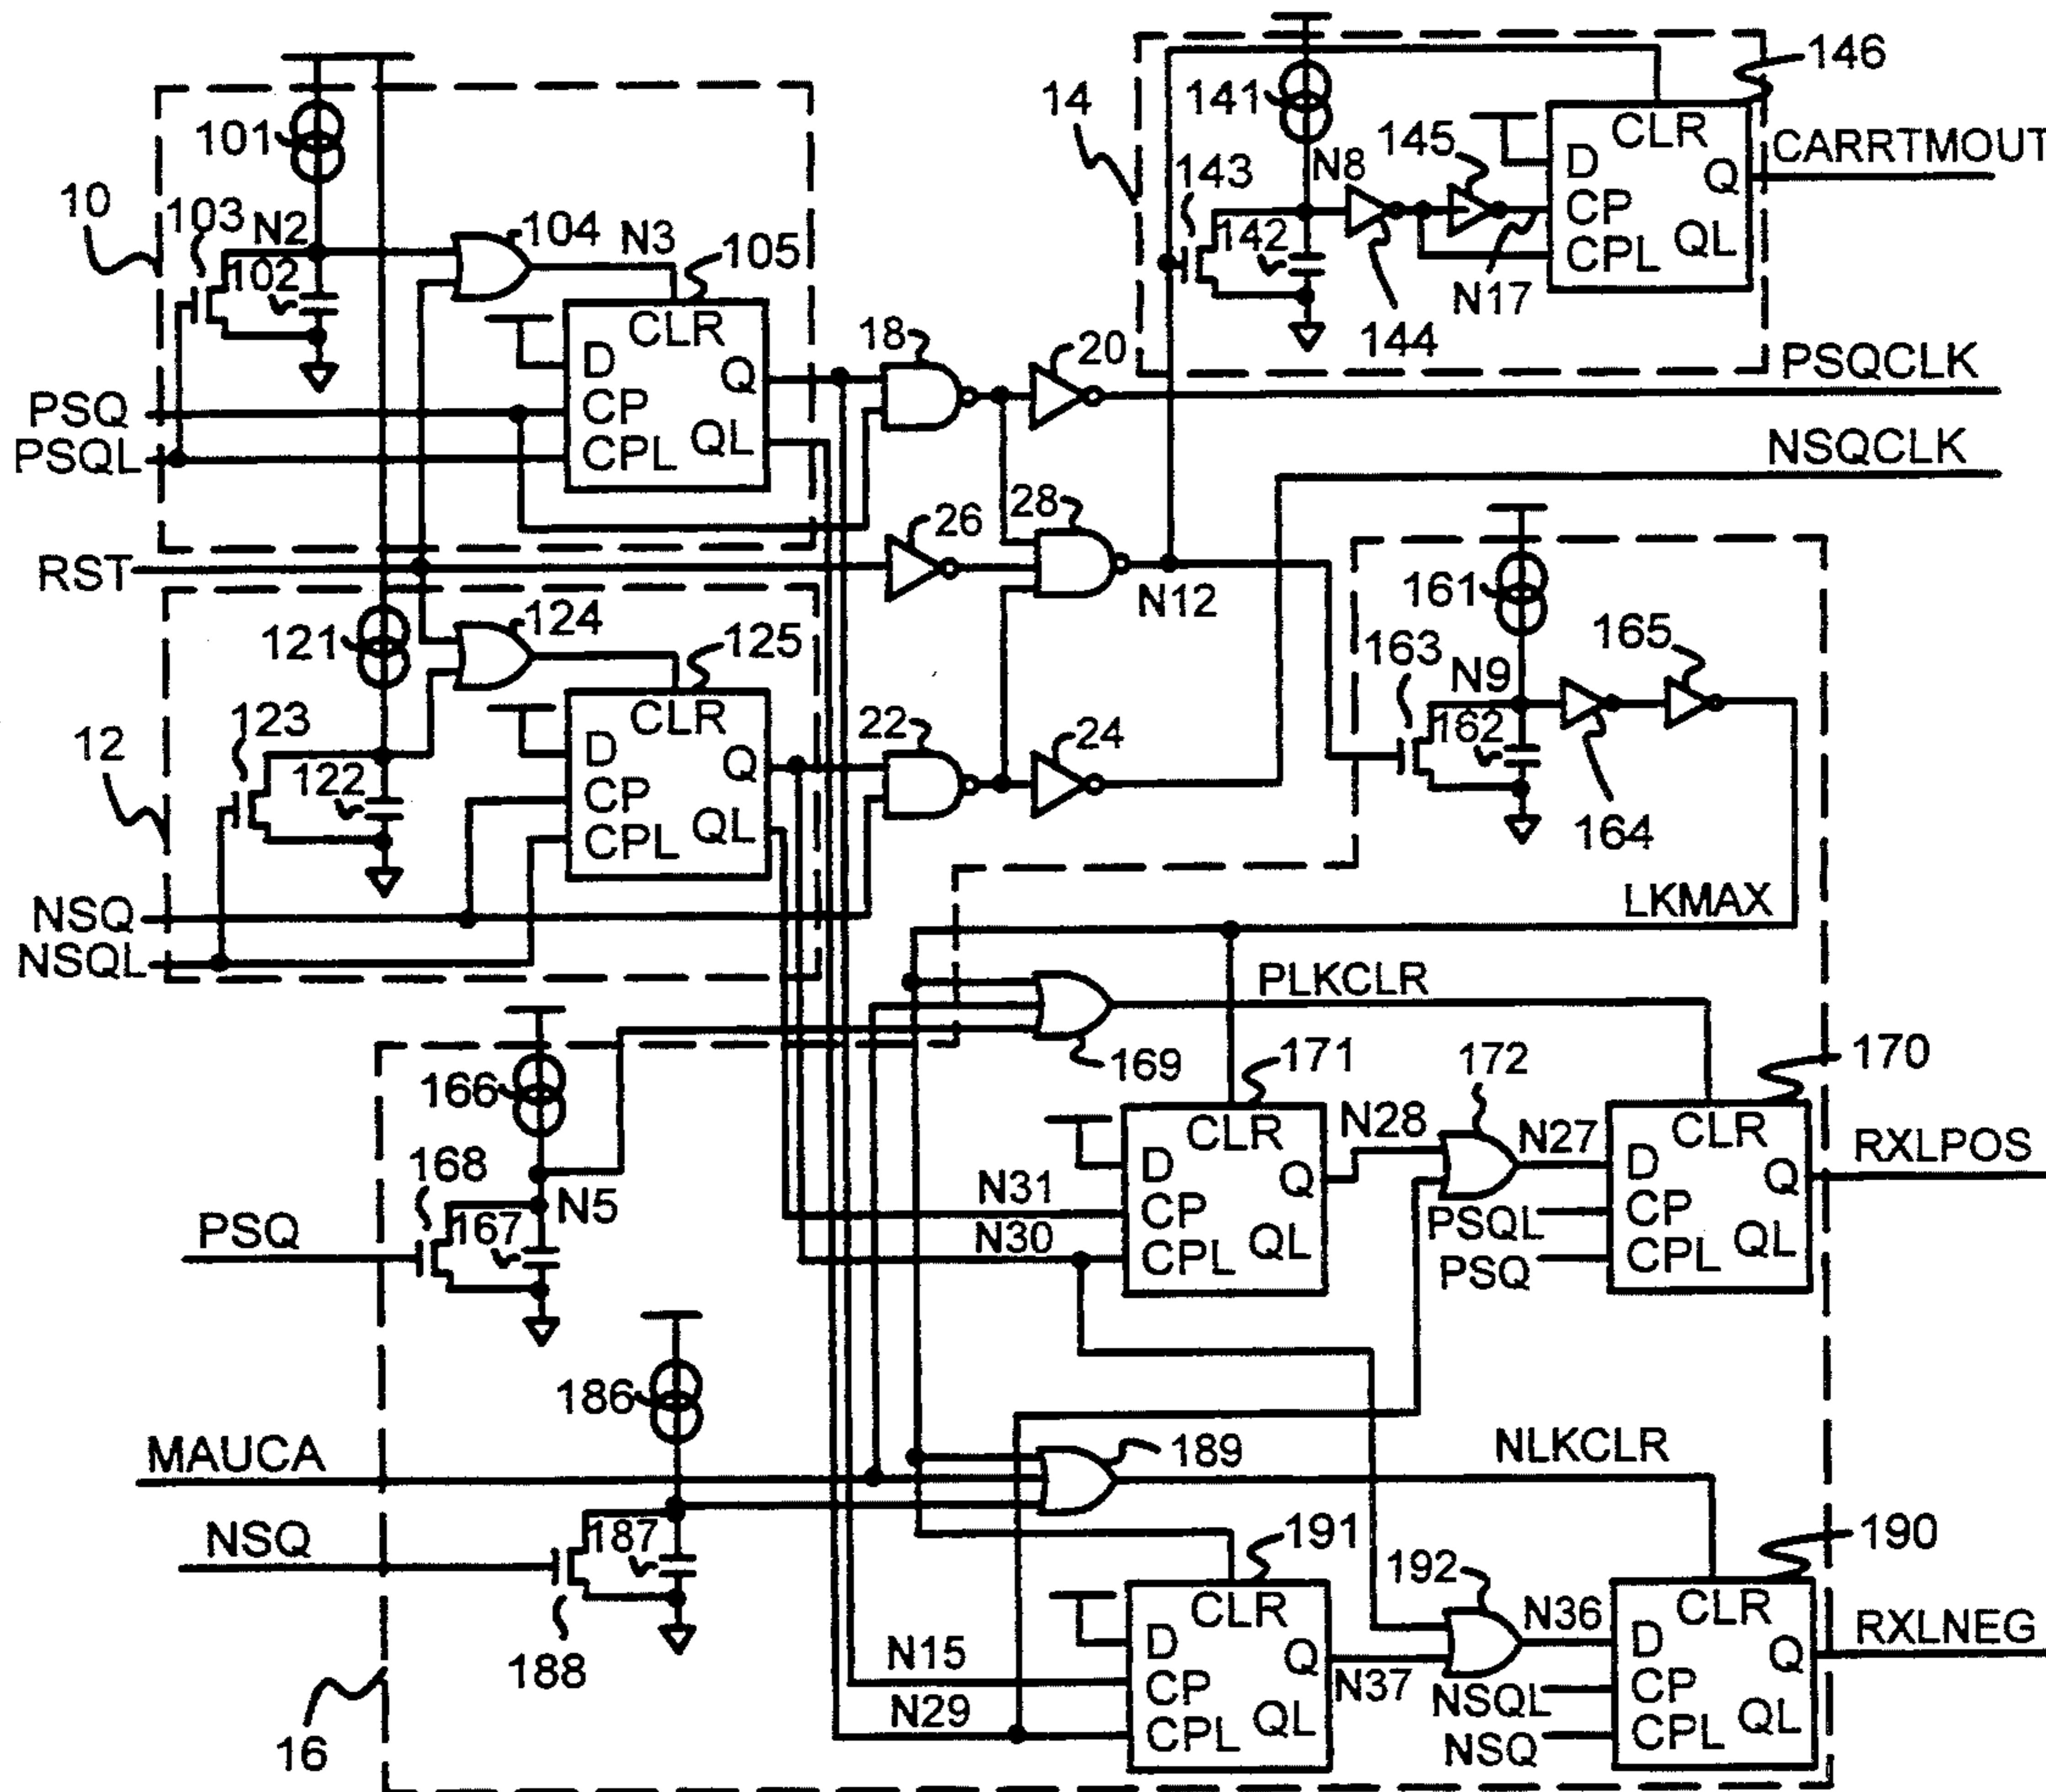 10
101
103
N2
102
104
N3
105
CLR
D
Q
CP
QL
CPL
PSQ
PSQL
18
20
14
141
143
N8
142
145
144
N17
146
CLR
D
Q
CP
QL
CPL
CARRTMOUT
PSQCLK
NSQCLK
RST
26
28
N12
12
121
123
122
124
125
CLR
D
Q
CP
QL
CPL
22
24
NSQ
NSQL
161
163
N9
162
165
164
LKMAX
PLKCLR
169
166
168
167
N5
PSQ
171
CLR
D
Q
CP
QL
CPL
N31
N30
N28
172
N27
170
CLR
D
Q
CP
QL
CPL
PSQL
PSQ
RXLPOS
186
MAUCA
189
NLKCLR
NSQ
187
188
16
191
CLR
D
Q
CP
QL
CPL
N15
N29
N37
192
N36
190
CLR
D
Q
CP
QL
CPL
NSQL
NSQ
RXLNEG